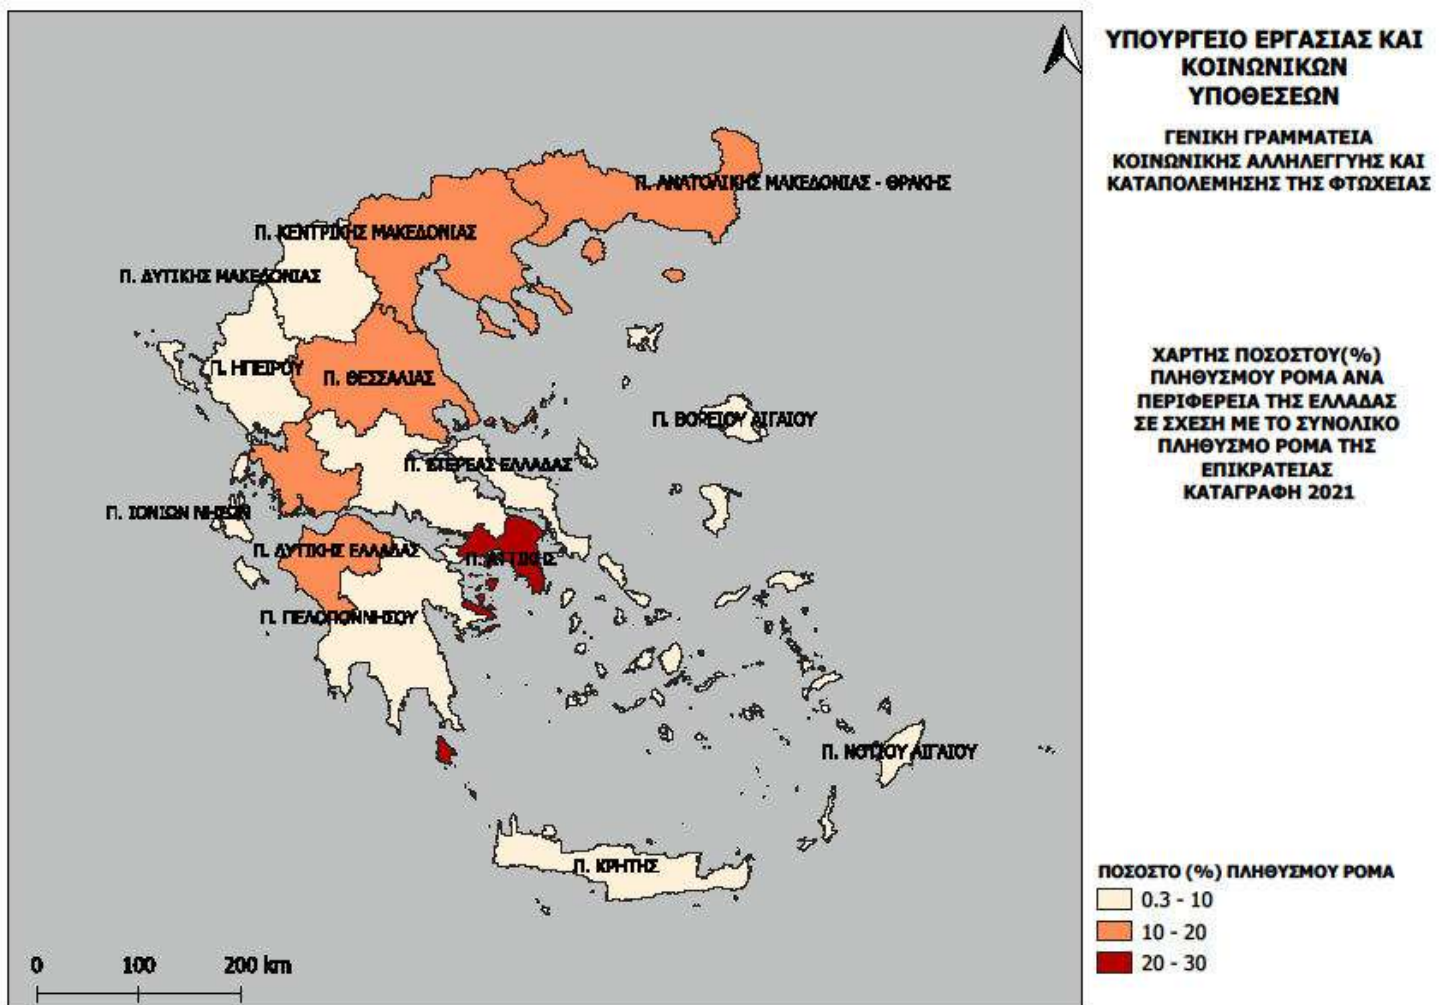 ΥΠΟΥΡΓΕΙΟ ΕΡΓΑΣΙΑΣ ΚΑΙ
ΚΟΙΝΩΝΙΚΩΝ
ΥΠΟΘΕΣΕΩΝ
ΓΕΝΙΚΗ ΓΡΑΜΜΑΤΕΙΑ
ΚΟΙΝΩΝΙΚΗΣ ΑΛΛΗΛΕΓΓΥΗΣ ΚΑΙ
ΚΑΤΑΠΟΛΕΜΗΣΗΣ ΤΗΣ ΦΤΩΧΕΙΑΣ
Π. ΑΝΑΤΟΛΙΚΗΣ ΜΑΚΕΔΟΝΙΑΣ - ΘΡΑΚΗΣ
Π. ΚΕΝΤΡΙΚΗΣ ΜΑΚΕΔΟΝΙΑΣ
Π. ΔΥΤΙΚΗΣ ΜΑΚΕΔΟΝΙΑΣ
Π. ΗΠΕΙΡΟΥ
Π. ΘΕΣΣΑΛΙΑΣ
Π. ΒΟΡΕΙΟΥ ΑΙΓΑΙΟΥ
Π. ΣΤΕΡΕΑΣ ΕΛΛΑΔΑΣ
Π. ΙΟΝΙΩΝ ΝΗΣΩΝ
Π. ΔΥΤΙΚΗΣ ΕΛΛΑΔΑΣ
Π. ΑΤΤΙΚΗΣ
Π. ΠΕΛΟΠΟΝΝΗΣΟΥ
Π. ΝΟΤΙΟΥ ΑΙΓΑΙΟΥ
Π. ΚΡΗΤΗΣ
ΧΑΡΤΗΣ ΠΟΣΟΣΤΟΥ(%)
ΠΛΗΘΥΣΜΟΥ ΡΟΜΑ ΑΝΑ
ΠΕΡΙΦΕΡΕΙΑ ΤΗΣ ΕΛΛΑΔΑΣ
ΣΕ ΣΧΕΣΗ ΜΕ ΤΟ ΣΥΝΟΛΙΚΟ
ΠΛΗΘΥΣΜΟ ΡΟΜΑ ΤΗΣ
ΕΠΙΚΡΑΤΕΙΑΣ
ΚΑΤΑΓΡΑΦΗ 2021
ΠΟΣΟΣΤΟ (%) ΠΛΗΘΥΣΜΟΥ ΡΟΜΑ
0.3 - 10
10 - 20
20 - 30
0 100 200 km